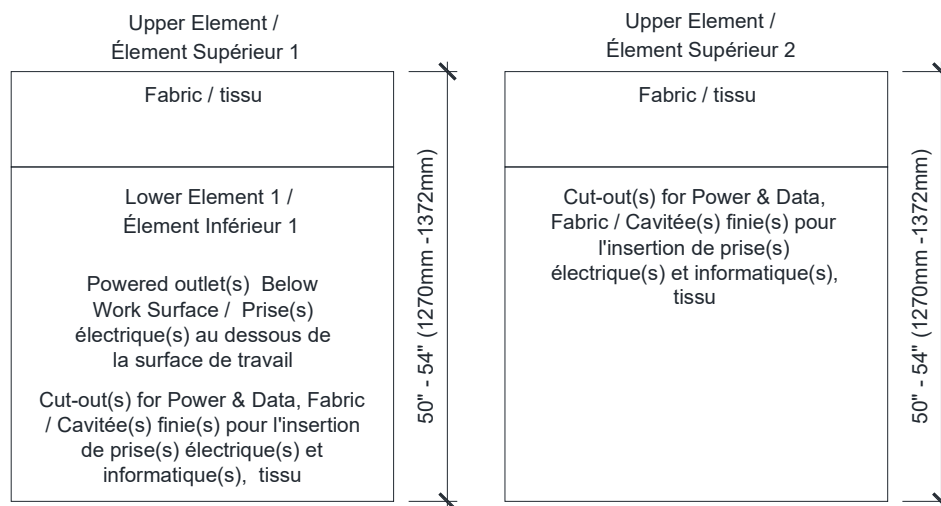 Upper Element /
Élement Supérieur 1
Fabric / tissu
Lower Element 1 /
Élement Inférieur 1
Powered outlet(s) Below
Work Surface / Prise(s)
électrique(s) au dessous de
la surface de travail
Cut-out(s) for Power & Data, Fabric
/ Cavitée(s) finie(s) pour l'insertion
de prise(s) électrique(s) et
informatique(s), tissu
50" - 54" (1270mm -1372mm)
Upper Element /
Élement Supérieur 2
Fabric / tissu
Cut-out(s) for Power & Data,
Fabric / Cavitée(s) finie(s) pour
l'insertion de prise(s)
électrique(s) et informatique(s),
tissu
50" - 54" (1270mm -1372mm)